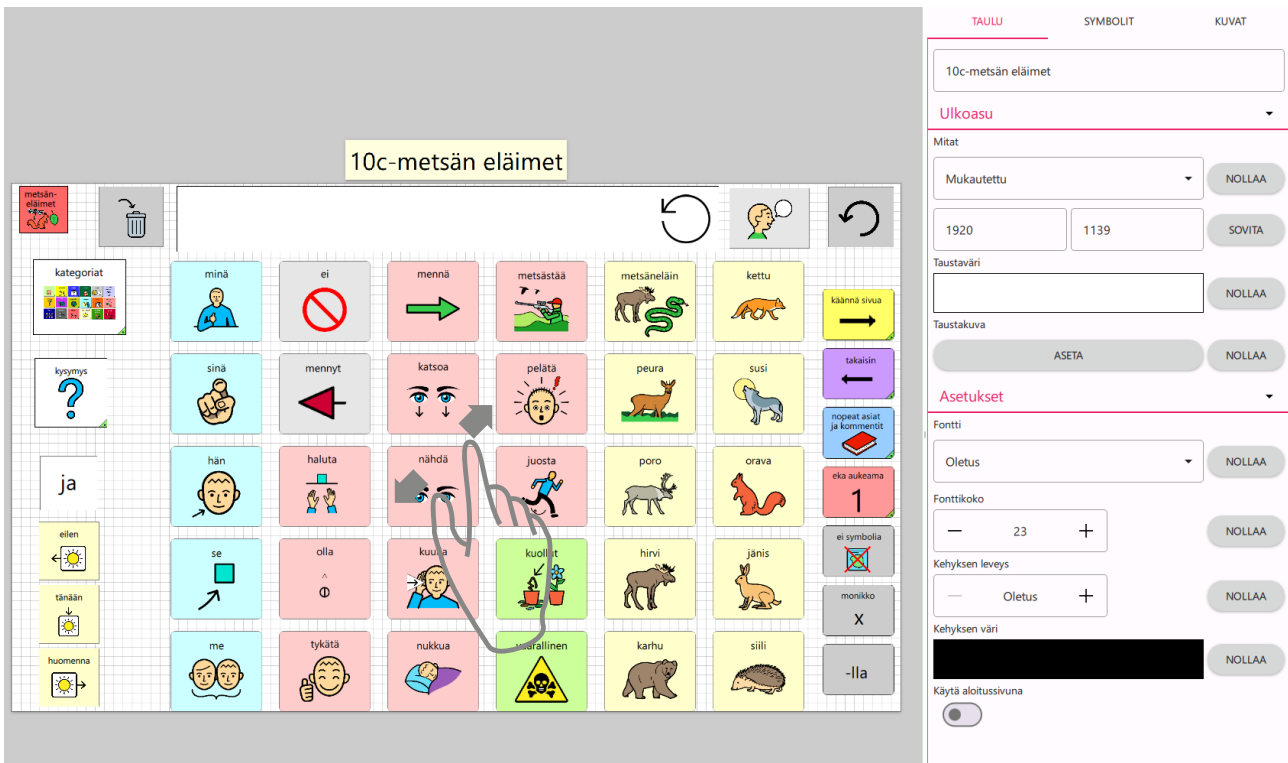 TAULU
SYMBOLIT
KUVAT
10c-metsän eläimet
Ulkoasu
Mitat
Mukautettu
NOLLAA
1920
1139
SOVITA
Taustaväri
NOLLAA
Taustakuva
ASETA
NOLLAA
Asetukset
Fontti
Oletus
NOLLAA
Fonttikoko
23
NOLLAA
Kehyksen leveys
Oletus
NOLLAA
Kehyksen väri
NOLLAA
Käytä aloitussivuna
10c-metsän eläimet
metsän-
eläimet
kategoriat
minä
ei
mennä
metsästää
metsäneläin
kettu
käännä sivua
kysymys
?
sinä
mennyt
katsoa
pelätä
peura
susi
takaisin
nopeat asiat
ja kommentit
ja
hän
haluta
nähdä
juosta
poro
orava
eka aukeama
1
eilen
se
olla
kuulla
kuollut
hirvi
jänis
ei symbolia
tänään
monikko
x
huomenna
me
tykätä
nukkua
karhu
siili
-lla